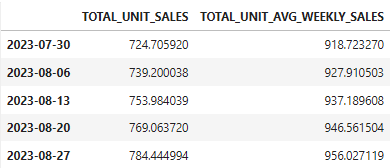 TOTAL_UNIT_SALES TOTAL_UNIT_AVG_WEEKLY_SALES
2023-07-30 724.705920 918.723270
2023-08-06 739.200038 927.910503
2023-08-13 753.984039 937.189608
2023-08-20 769.063720 946.561504
2023-08-27 784.444994 956.027119